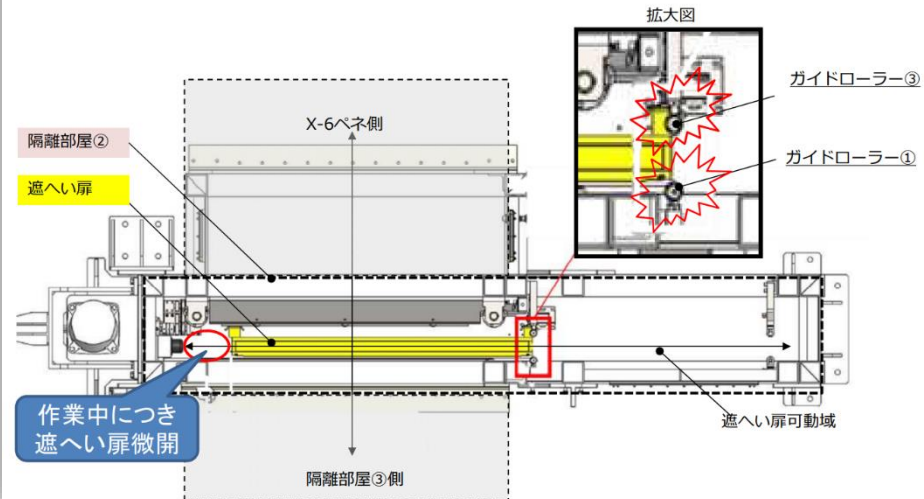 拡大図
ガイドローラー③
ガイドローラー①
X-6ペネ側
隔離部屋②
遮へい扉
作業中につき
遮へい扉微開
遮へい扉可動域
隔離部屋③側